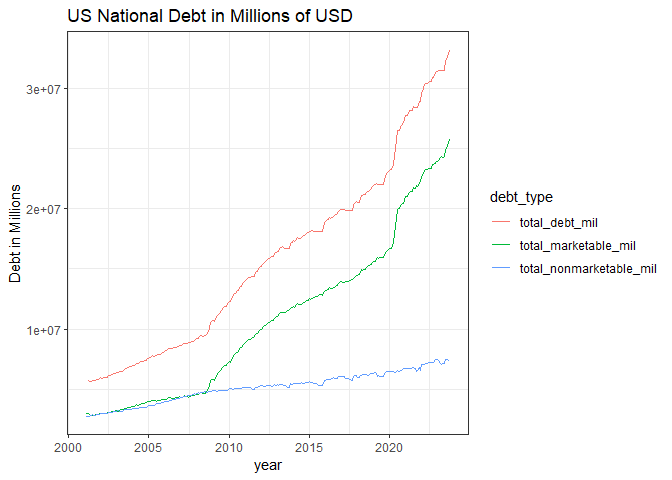 US National Debt in Millions of USD
Debt in Millions
3e+07
2e+07
1e+07
2000 2005 2010 2015 2020
year
debt_type
total_debt_mil
total_marketable_mil
total_nonmarketable_mil